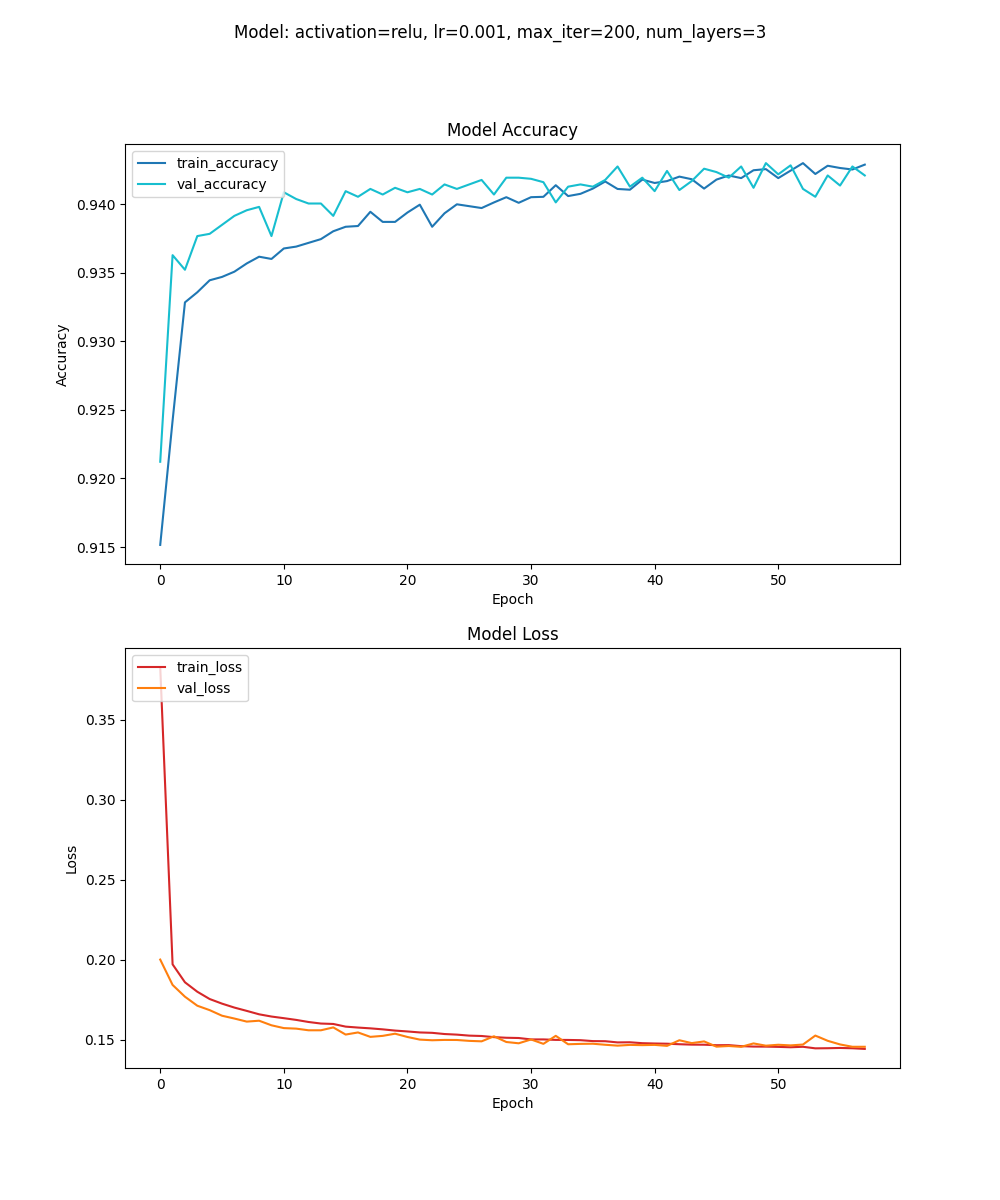 Model: activation=relu, lr=0.001, max_iter=200, num_layers=3
Model Accuracy
train_accuracy
val_accuracy
0.940
0.935
0.930
0.925
0.920
0.915
Accuracy
0 10 20 30 40 50
Epoch
Model Loss
train_loss
val_loss
0.35
0.30
0.25
0.20
0.15
Loss
0 10 20 30 40 50
Epoch